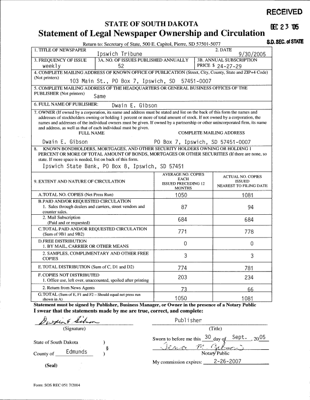 RECEIVED
DEC 23 '05
S.D. SEC. of STATE
STATE OF SOUTH DAKOTA
Statement of Legal Newspaper Ownership and Circulation
Return to: Secretary of State, 500 E. Capitol, Pierre, SD 57501-5077
1. TITLE OF NEWSPAPER
Ipswich Tribune
2. DATE
9/30/2005
3. FREQUENCY OF ISSUE
weekly
3A. NO. OF ISSUES PUBLISHED ANNUALLY
52
3B. ANNUAL SUBSCRIPTION
PRICE $ 24-27-29
4. COMPLETE MAILING ADDRESS OF KNOWN OFFICE OF PUBLICATION (Street, City, County, State and ZIP+4 Code)
(Not printers)
103 Main St., PO Box 7, Ipswich, SD 57451-0007
5. COMPLETE MAILING ADDRESS OF THE HEADQUARTERS OR GENERAL BUSINESS OFFICES OF THE
PUBLISHER (Not printers)
Same
6. FULL NAME OF PUBLISHER:
Dwain E. Gibson
7. OWNER (If owned by a corporation, its name and address must be stated and list on the back of this form the names and
addresses of stockholders owning or holding 1 percent or more of total amount of stock. If not owned by a corporation, the
names and addresses of the individual owners must be given. If owned by a partnership or other unincorporated firm, its name
and address, as well as that of each individual must be given.
FULL NAME
COMPLETE MAILING ADDRESS
Dwain E. Gibson
PO Box 7, Ipswich, SD 57451-0007
8. KNOWN BONDHOLDERS, MORTGAGES, AND OTHER SECURITY HOLDERS OWNING OR HOLDING 1
PERCENT OR MORE OF TOTAL AMOUNT OF BONDS, MORTGAGES OR OTHER SECURITIES (If there are none, so
state. If more space is needed, list on back of this form.
Ipswich State Bank, PO Box 8, Ipswich, SD 57451
9. EXTENT AND NATURE OF CIRCULATION
AVERAGE NO. COPIES
EACH
ISSUED PRECEDING 12
MONTHS
ACTUAL NO. COPIES
ISSUED
NEAREST TO FILING DATE
A. TOTAL NO. COPIES (Net Press Run)
1050
1081
B. PAID AND/OR REQUESTED CIRCULATION
1. Sales through dealers and carriers, street vendors and
counter sales.
87
94
2. Mail Subscription
(Paid and or requested)
684
684
C. TOTAL PAID AND/OR REQUESTED CIRCULATION
(Sum of 9B1 and 9B2)
771
778
D. FREE DISTRIBUTION
1. BY MAIL, CARRIER OR OTHER MEANS
0
0
2. SAMPLES, COMPLIMENTARY AND OTHER FREE
COPIES
3
3
E. TOTAL DISTRIBUTION (Sum of C, D1 and D2)
774
781
F. COPIES NOT DISTRIBUTED
1. Office use, left over, unaccounted, spoiled after printing
203
234
2. Return from News Agents
73
66
G. TOTAL (Sum of E, F1 and F2 - Should equal net press run
shown in A)
1050
1081
Statement must be signed by Publisher, Business Manager, or Owner in the presence of a Notary Public
I swear that the statements made by me are true, correct, and complete:
Publisher
(Signature)
(Title)
State of South Dakota )
$
County of Edmunds )
Sworn to before me this 30 day of Sept. , 2005
Notary Public
(Seal)
My commission expires: 2-26-2007
Form: SOS REC 051 7/2004